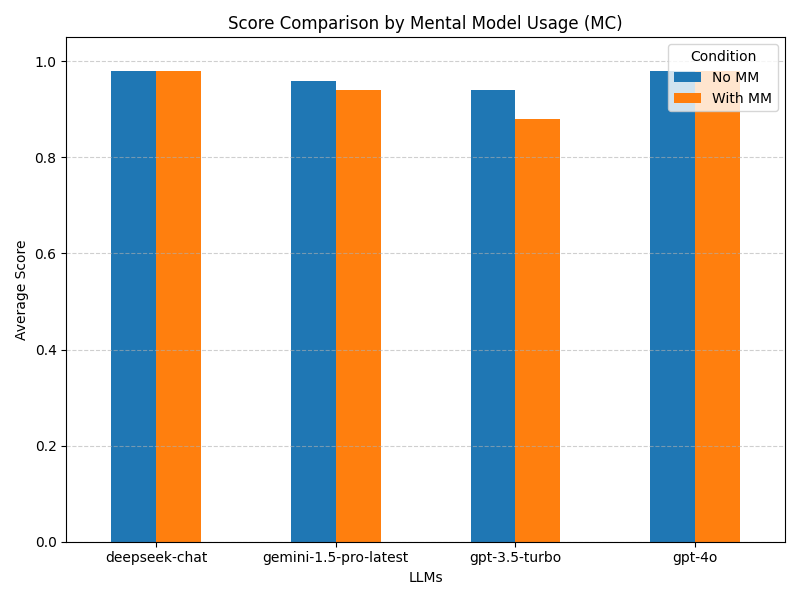 Score Comparison by Mental Model Usage (MC)
Condition
No MM
With MM
1.0
0.8
0.6
0.4
0.2
0.0
Average Score
deepseek-chat
gemini-1.5-pro-latest
gpt-3.5-turbo
gpt-4o
LLMs